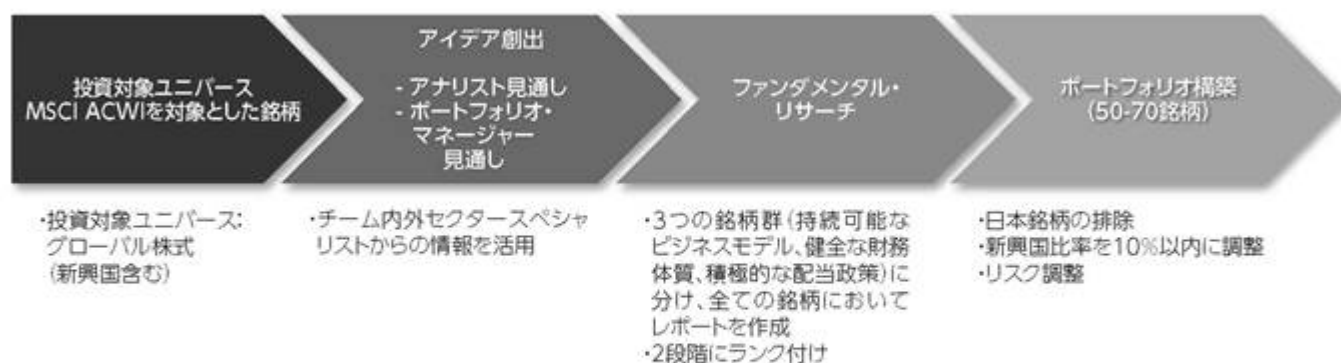 投資対象ユニバース
MSCI ACWIを対象とした銘柄
アイデア創出
- アナリスト見通し
- ポートフォリオ・
マネージャー
見通し
ファンダメンタル・
リサーチ
ポートフォリオ構築
(50-70銘柄)
・投資対象ユニバース:
グローバル株式
(新興国含む)
・チーム内外セクタースペシャ
リストからの情報を活用
・3つの銘柄群(持続可能な
ビジネスモデル、健全な財務
体質、積極的な配当政策)に
分け、全ての銘柄において
レポートを作成
・2段階にランク付け
・日本銘柄の排除
・新興国比率を10%以内に調整
・リスク調整